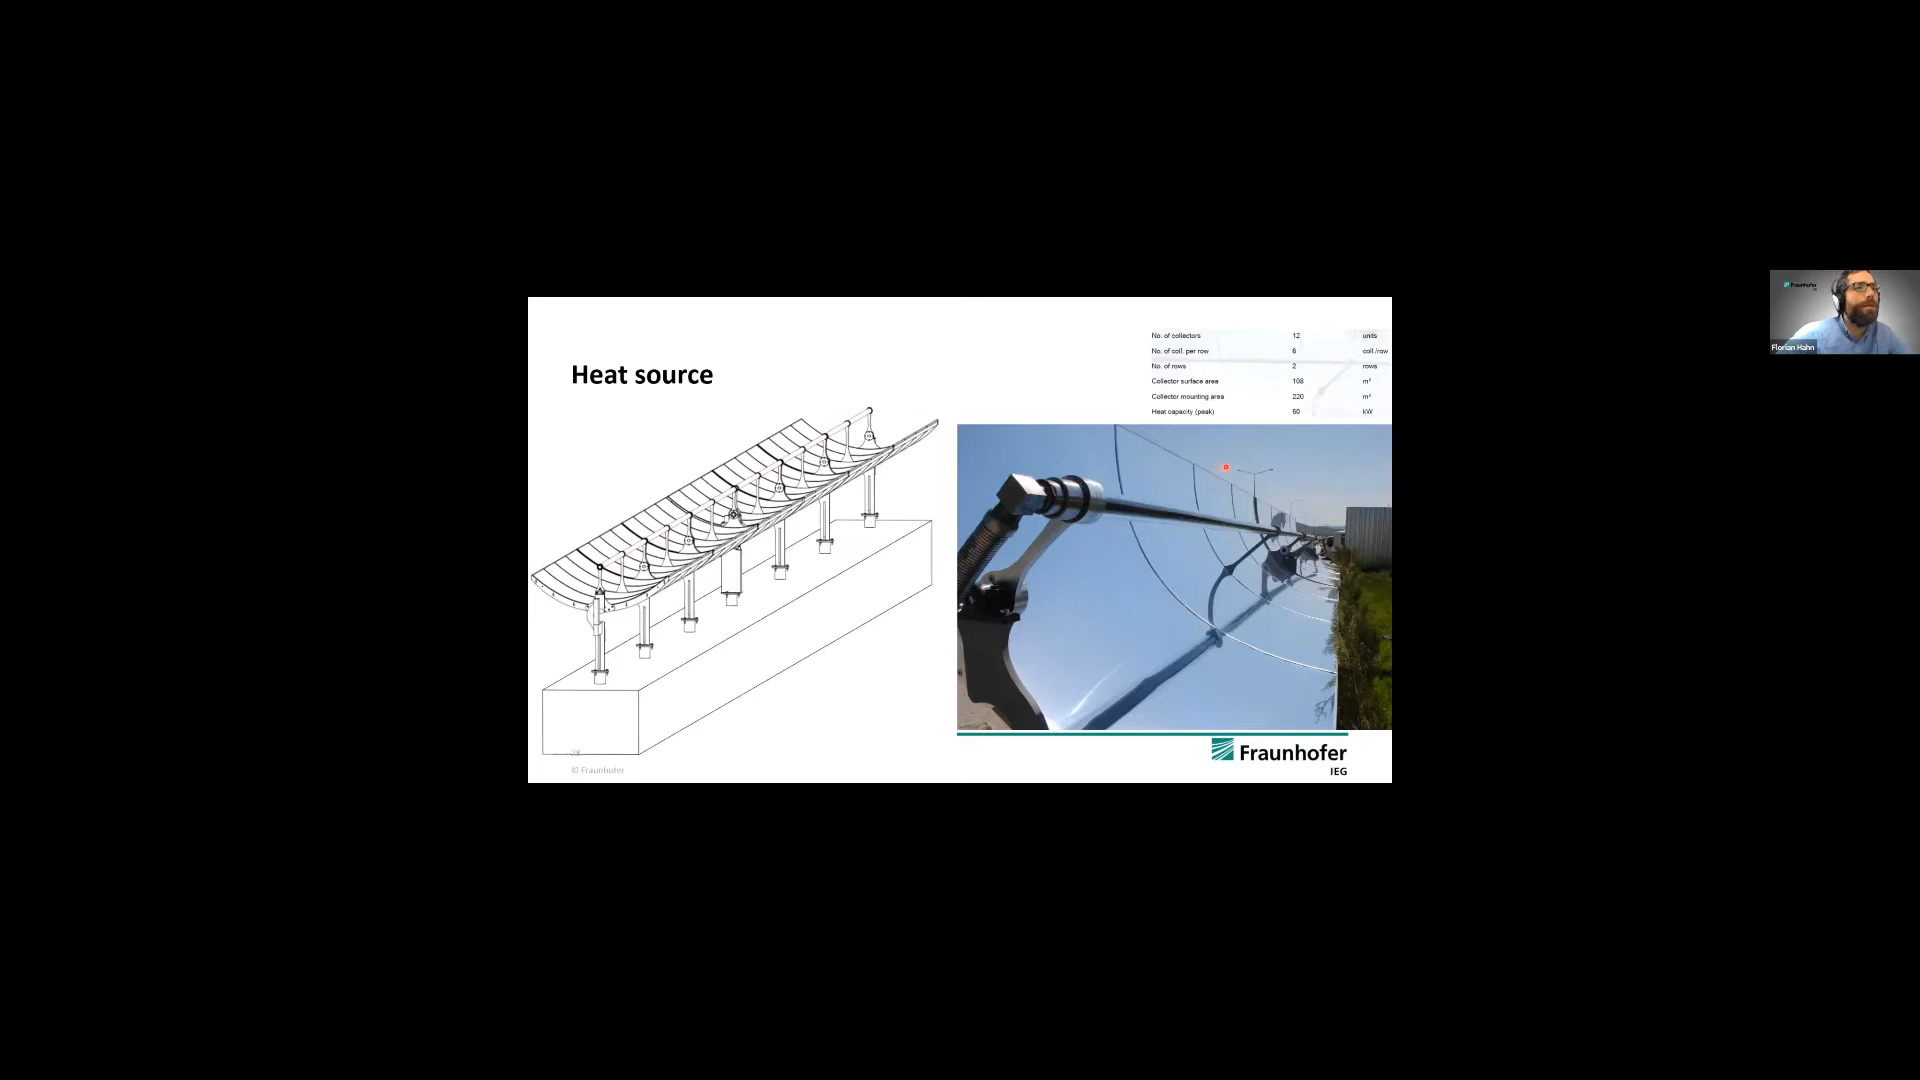 No. of collectors 12 units
No. of coll. per row 6 coll./row
No. of rows 2 rows
Collector surface area 108 m²
Collector mounting area 220 m²
Heat capacity (peak) 60 kW
Heat source
Fraunhofer
Florian Hahn
Fraunhofer
IEG
© Fraunhofer